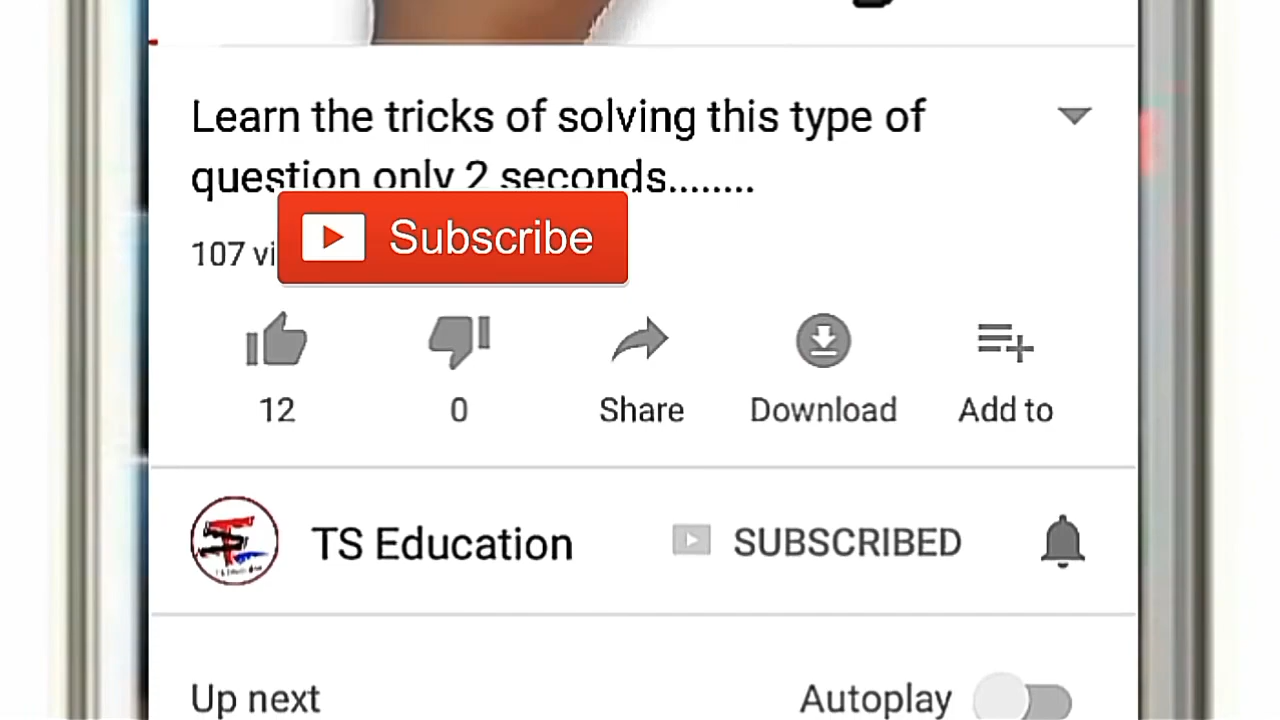 Learn the tricks of solving this type of
question only 2 seconds........
107
Subscribe
12
0
Share
Download
Add to
TS Education
SUBSCRIBED
Up next
Autoplay